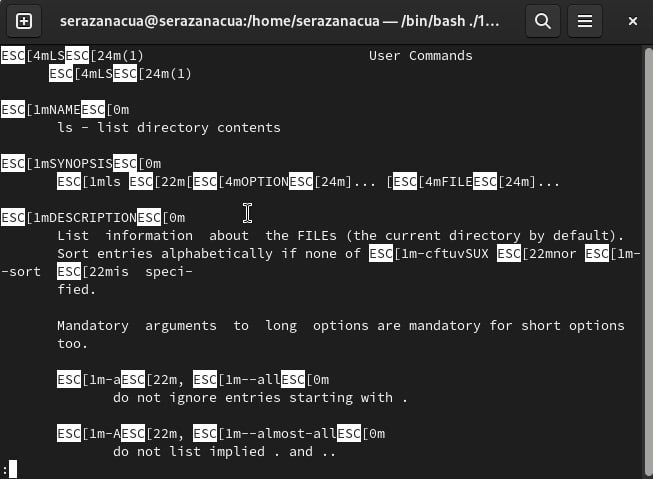 serazanacua@serazanacua:/home/serazanacua — /bin/bash ./1...
ESC[4mLSESC[24m(1) User Commands
ESC[4mLSESC[24m(1)
ESC[1mNAMEESC[0m
ls - list directory contents
ESC[1mSYNOPSISESC[0m
ESC[1mls ESC[22m[ESC[4mOPTIONESC[24m]... [ESC[4mFILEESC[24m]...
ESC[1mDESCRIPTIONESC[0m
List information about the FILEs (the current directory by default).
Sort entries alphabetically if none of ESC[1m-cftuvSUX ESC[22mnor ESC[1m-
-sort ESC[22mis speci-
fied.
Mandatory arguments to long options are mandatory for short options
too.
ESC[1m-aESC[22m, ESC[1m--allESC[0m
do not ignore entries starting with .
ESC[1m-AESC[22m, ESC[1m--almost-allESC[0m
do not list implied . and ..
: